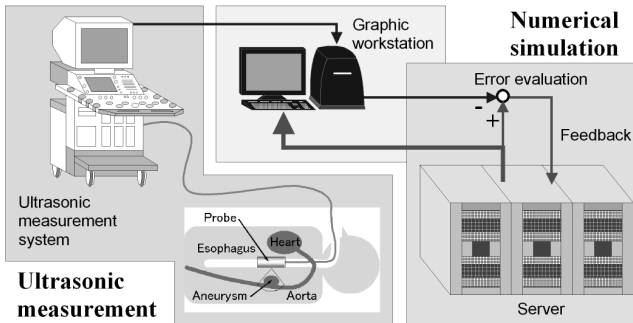 Graphic
workstation
Numerical
simulation
Error evaluation
-
+
Feedback
Server
Ultrasonic
measurement
system
Probe
Heart
Esophagus
Aneurysm
Aorta
Ultrasonic
measurement